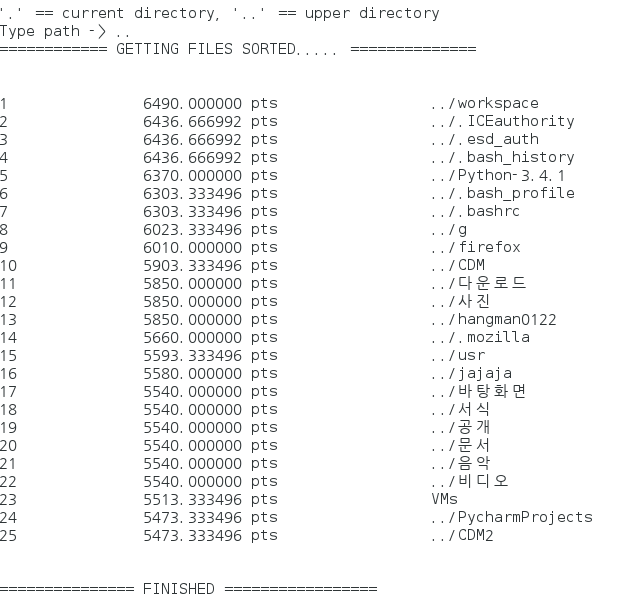 '.' == current directory, '..' == upper directory
Type path -> ..
============ GETTING FILES SORTED..... ==============
1 6490.000000 pts ../workspace
2 6436.666992 pts ../.ICEauthority
3 6436.666992 pts ../.esd_auth
4 6436.666992 pts ../.bash_history
5 6370.000000 pts ../Python-3.4.1
6 6303.333496 pts ../.bash_profile
7 6303.333496 pts ../.bashrc
8 6023.333496 pts ../g
9 6010.000000 pts ../firefox
10 5903.333496 pts ../CDM
11 5850.000000 pts ../다운로드
12 5850.000000 pts ../사진
13 5850.000000 pts ../hangman0122
14 5660.000000 pts ../.mozilla
15 5593.333496 pts ../usr
16 5580.000000 pts ../jajaja
17 5540.000000 pts ../바탕화면
18 5540.000000 pts ../서식
19 5540.000000 pts ../공개
20 5540.000000 pts ../문서
21 5540.000000 pts ../음악
22 5540.000000 pts ../비디오
23 5513.333496 pts VMs
24 5473.333496 pts ../PycharmProjects
25 5473.333496 pts ../CDM2
=============== FINISHED =================